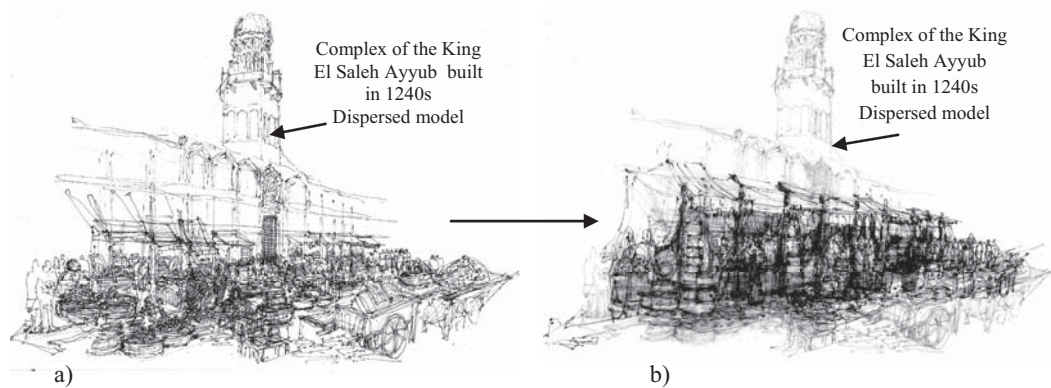 Complex of the King
El Saleh Ayyub built
in 1240s
Dispersed model
Complex of the King
El Saleh Ayyub
built in 1240s
Dispersed model
a)
b)